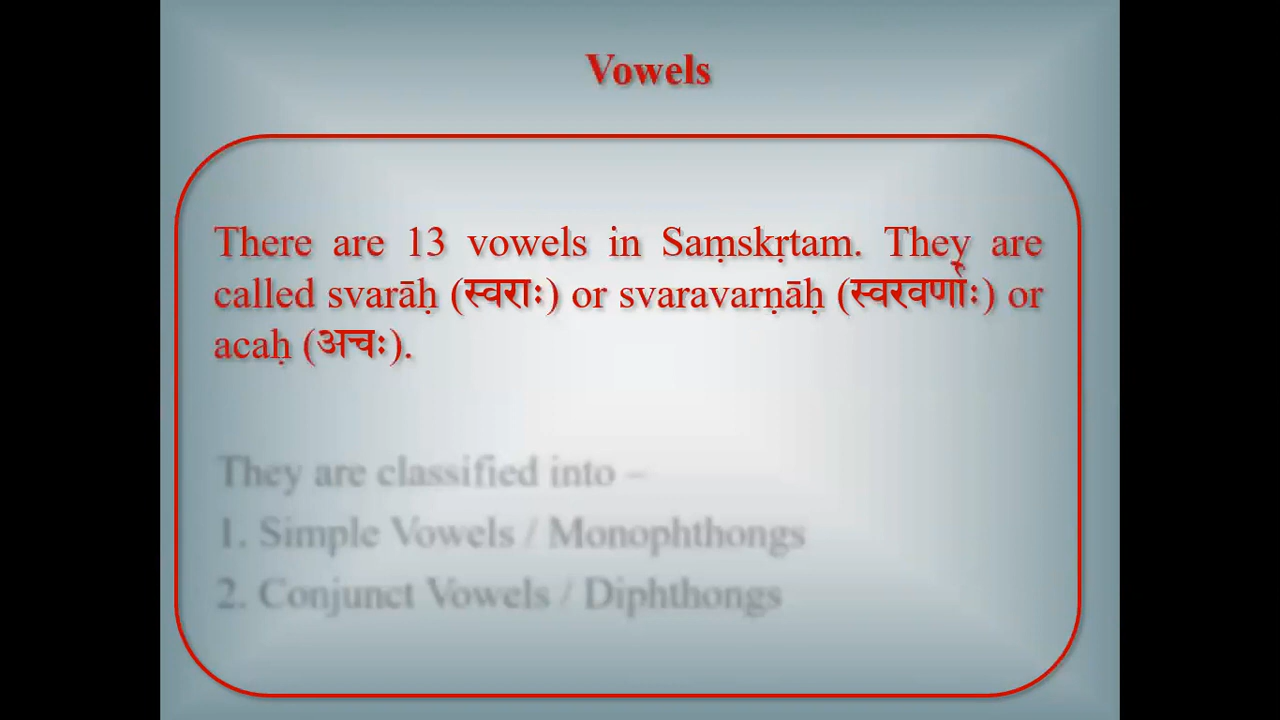 Vowels
There are 13 vowels in Saṃskṛtam. They are
called svarāḥ (स्वराः) or svaravarṇāḥ (स्वरवर्णाः) or
acaḥ (अचः).
They are classified into –
1. Simple Vowels / Monophthongs
2. Conjunct Vowels / Diphthongs